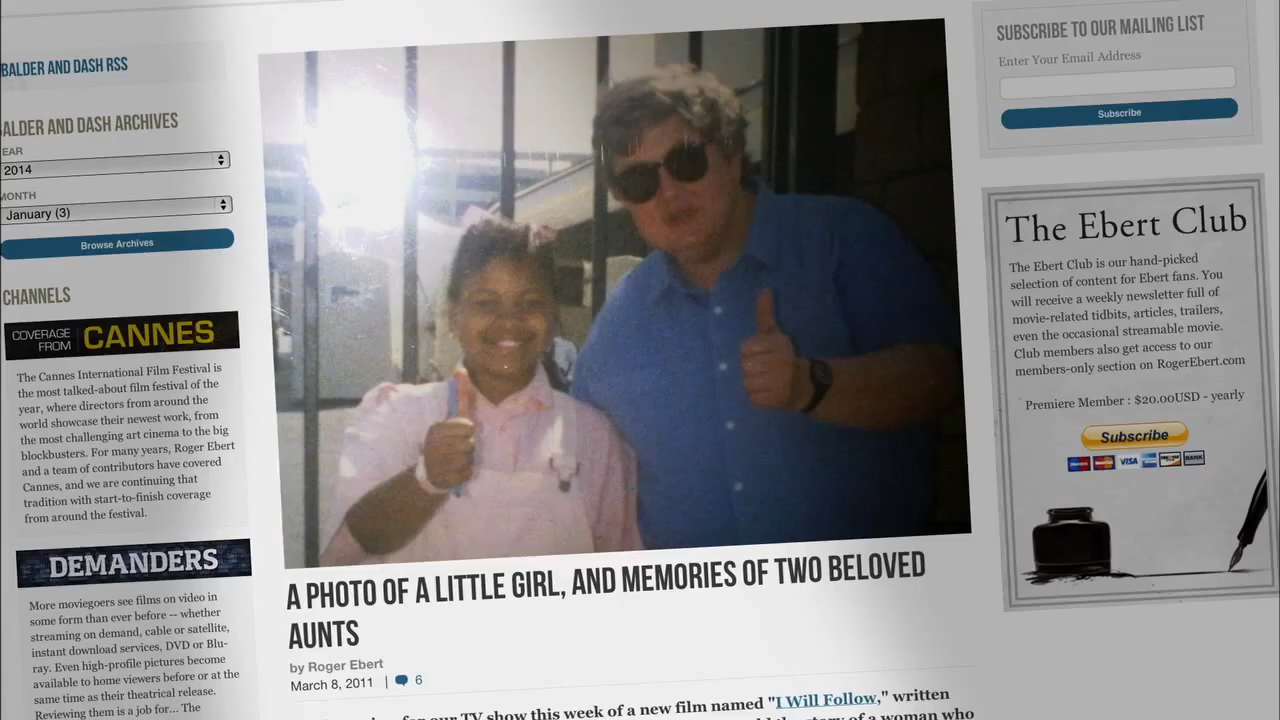 BALDER AND DASH RSS
BALDER AND DASH ARCHIVES
EAR
2014
MONTH
January (3)
Browse Archives
CHANNELS
COVERAGE
FROM CANNES
The Cannes International Film Festival is
the most talked-about film festival of the
year, where directors from around the
world showcase their newest work, from
the most challenging art cinema to the big
blockbusters. For many years, Roger Ebert
and a team of contributors have covered
Cannes, and we are continuing that
tradition with start-to-finish coverage
from around the festival.
DEMANDERS
More moviegoers see films on video in
some form than ever before -- whether
streaming on demand, cable or satellite,
instant download services, DVD or Blu-
ray. Even high-profile pictures become
available to home viewers before or at the
same time as their theatrical release.
Reviewing them is a job for... The
A PHOTO OF A LITTLE GIRL, AND MEMORIES OF TWO BELOVED
AUNTS
by Roger Ebert
March 8, 2011 | 6
for our TV show this week of a new film named "I Will Follow," written
the story of a woman who
SUBSCRIBE TO OUR MAILING LIST
Enter Your Email Address
Subscribe
The Ebert Club
The Ebert Club is our hand-picked
selection of content for Ebert fans. You
will receive a weekly newsletter full of
movie-related tidbits, articles, trailers,
even the occasional streamable movie.
Club members also get access to our
members-only section on RogerEbert.com
Premiere Member : $20.00USD - yearly
Subscribe
VISA
BANK